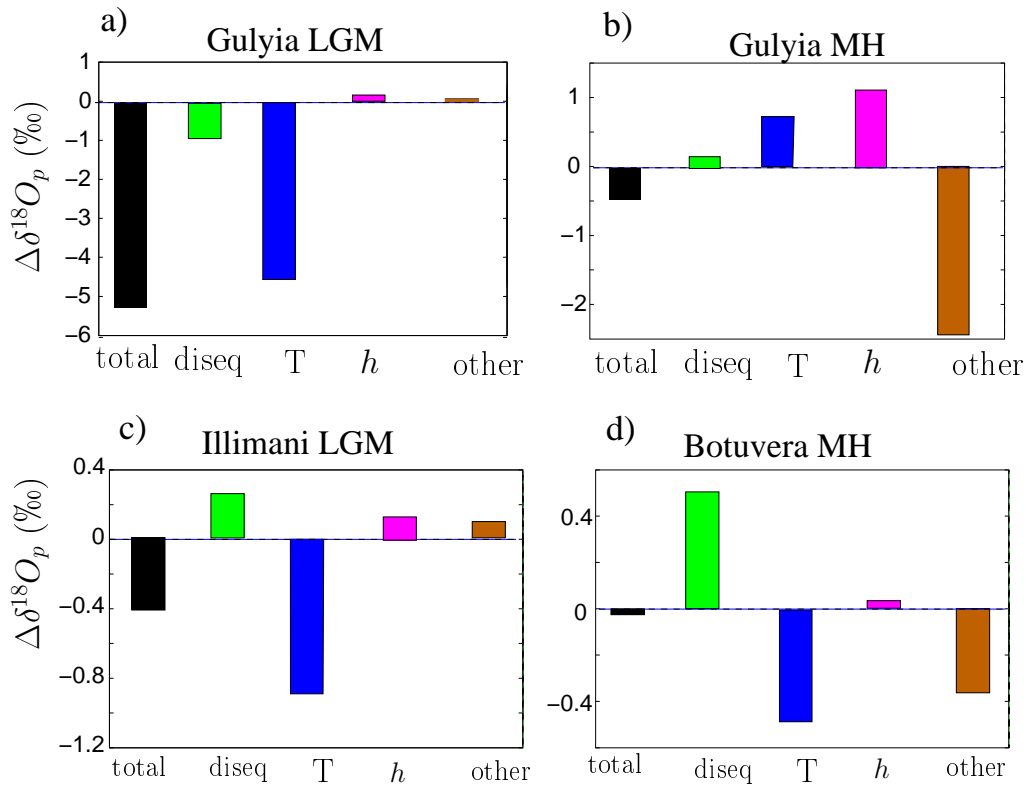 a)
Gulyia LGM
Δδ¹⁸Oₚ (‰)
1
0
−1
−2
−3
−4
−5
−6
total diseq T h other
b)
Gulyia MH
1
0
−1
−2
total diseq T h other
c)
Illimani LGM
Δδ¹⁸Oₚ (‰)
0.4
0
−0.4
−0.8
−1.2
total diseq T h other
d)
Botuvera MH
0.4
0
−0.4
total diseq T h other